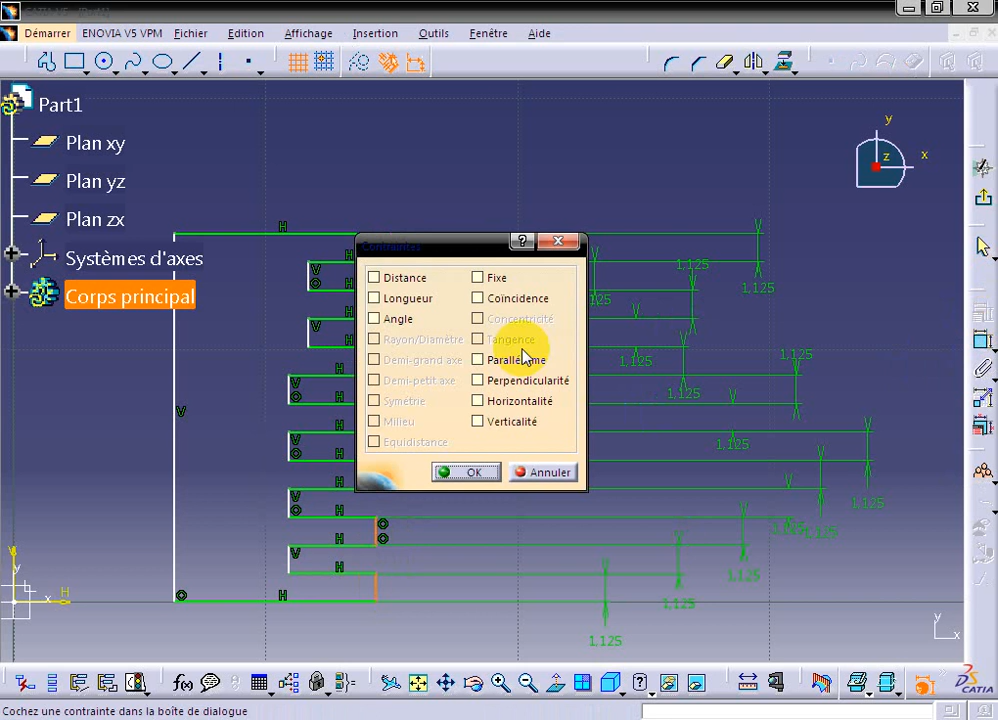 Démarrer ENOVIA V5 VPM Fichier Edition Affichage Insertion Outils Fenêtre Aide
Part1
Plan xy
Plan yz
Plan zx
Systèmes d'axes
Corps principal
y
x
z
Distance
Fixe
Longueur
Coïncidence
Angle
Concentricité
Rayon/Diamètre
Tangence
Demi-grand axe
Demi-petit axe
Perpendicularité
Symétrie
Horizontalité
Milieu
Verticalité
Equidistance
OK
Annuler
H
V
1,125
1,125
1,125
1,125
1,125
1,125
1,125
1,125
1,125
1,125
1,125
1,125
y
x
H
y
x
f(x)
CATIA
Cochez une contrainte dans la boîte de dialogue